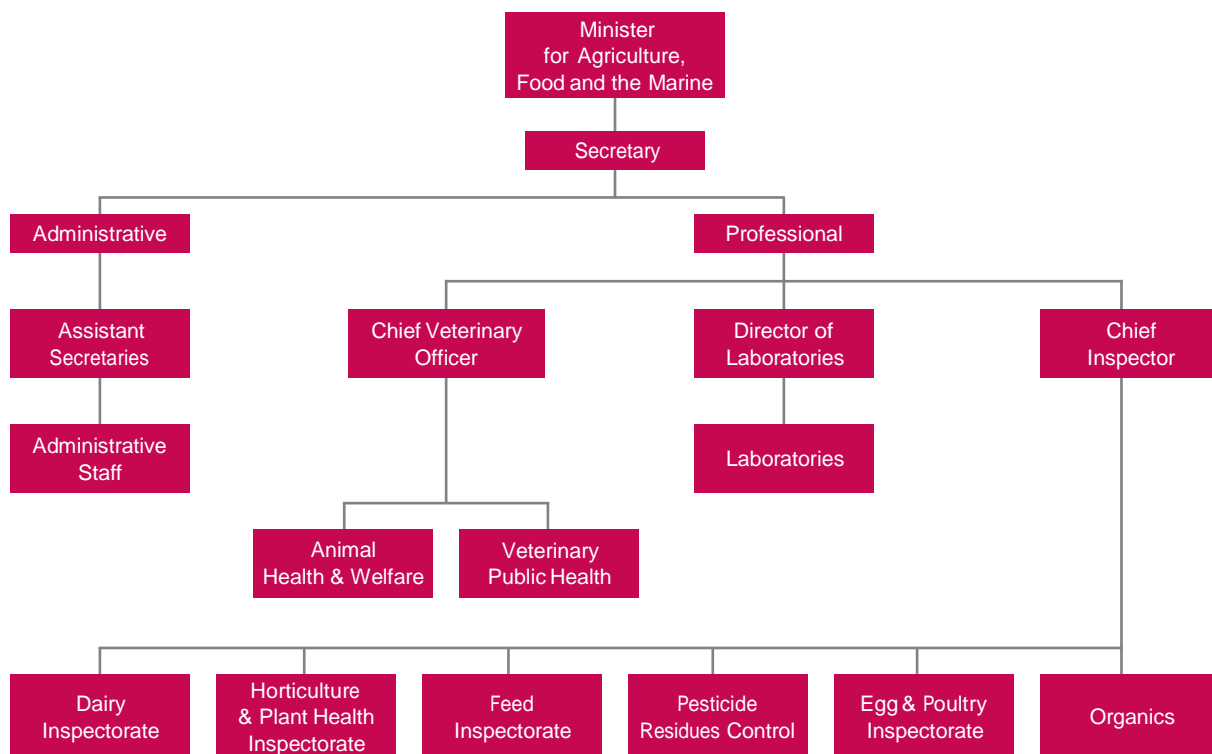 Minister
for Agriculture,
Food and the Marine
Secretary
Administrative
Professional
Assistant
Secretaries
Chief Veterinary
Officer
Director of
Laboratories
Chief
Inspector
Administrative
Staff
Laboratories
Animal
Health & Welfare
Veterinary
Public Health
Dairy
Inspectorate
Horticulture
& Plant Health
Inspectorate
Feed
Inspectorate
Pesticide
Residues Control
Egg & Poultry
Inspectorate
Organics